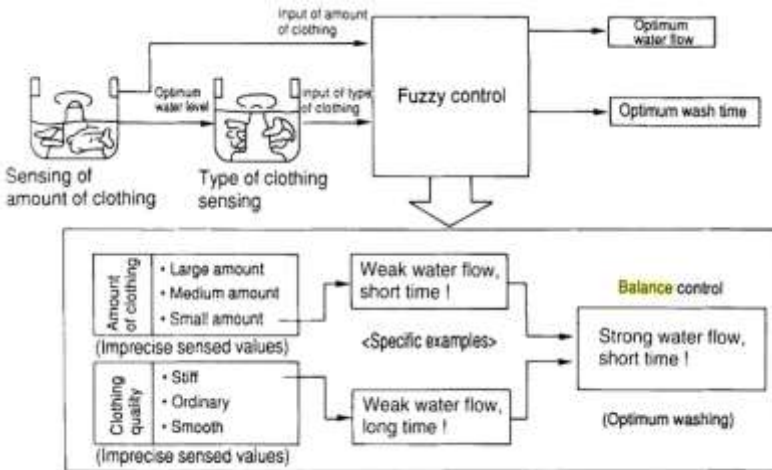 Input of amount
of clothing
Optimum
water flow
Optimum
water level
Input of type
of clothing
Fuzzy control
Optimum wash time
Sensing of
amount of clothing
Type of clothing
sensing
Amount
of clothing
• Large amount
• Medium amount
• Small amount
(Imprecise sensed values)
Weak water flow,
short time !
Balance control
<Specific examples>
Strong water flow,
short time !
Clothing
quality
• Stiff
• Ordinary
• Smooth
(Imprecise sensed values)
Weak water flow,
long time !
(Optimum washing)